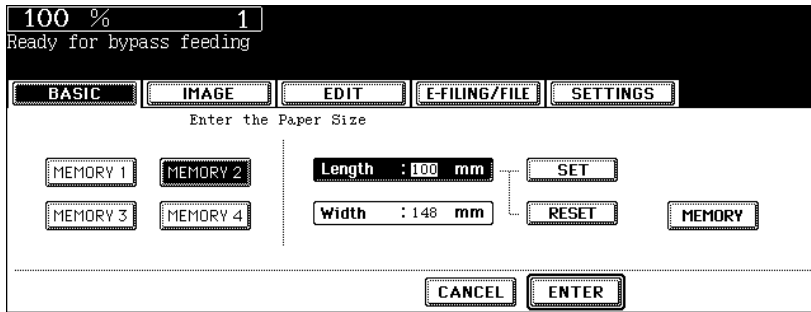 100 % 1
Ready for bypass feeding
BASIC IMAGE EDIT E-FILING/FILE SETTINGS
Enter the Paper Size
MEMORY 1 MEMORY 2 Length : 100 mm SET
MEMORY 3 MEMORY 4 Width : 148 mm RESET MEMORY
CANCEL ENTER